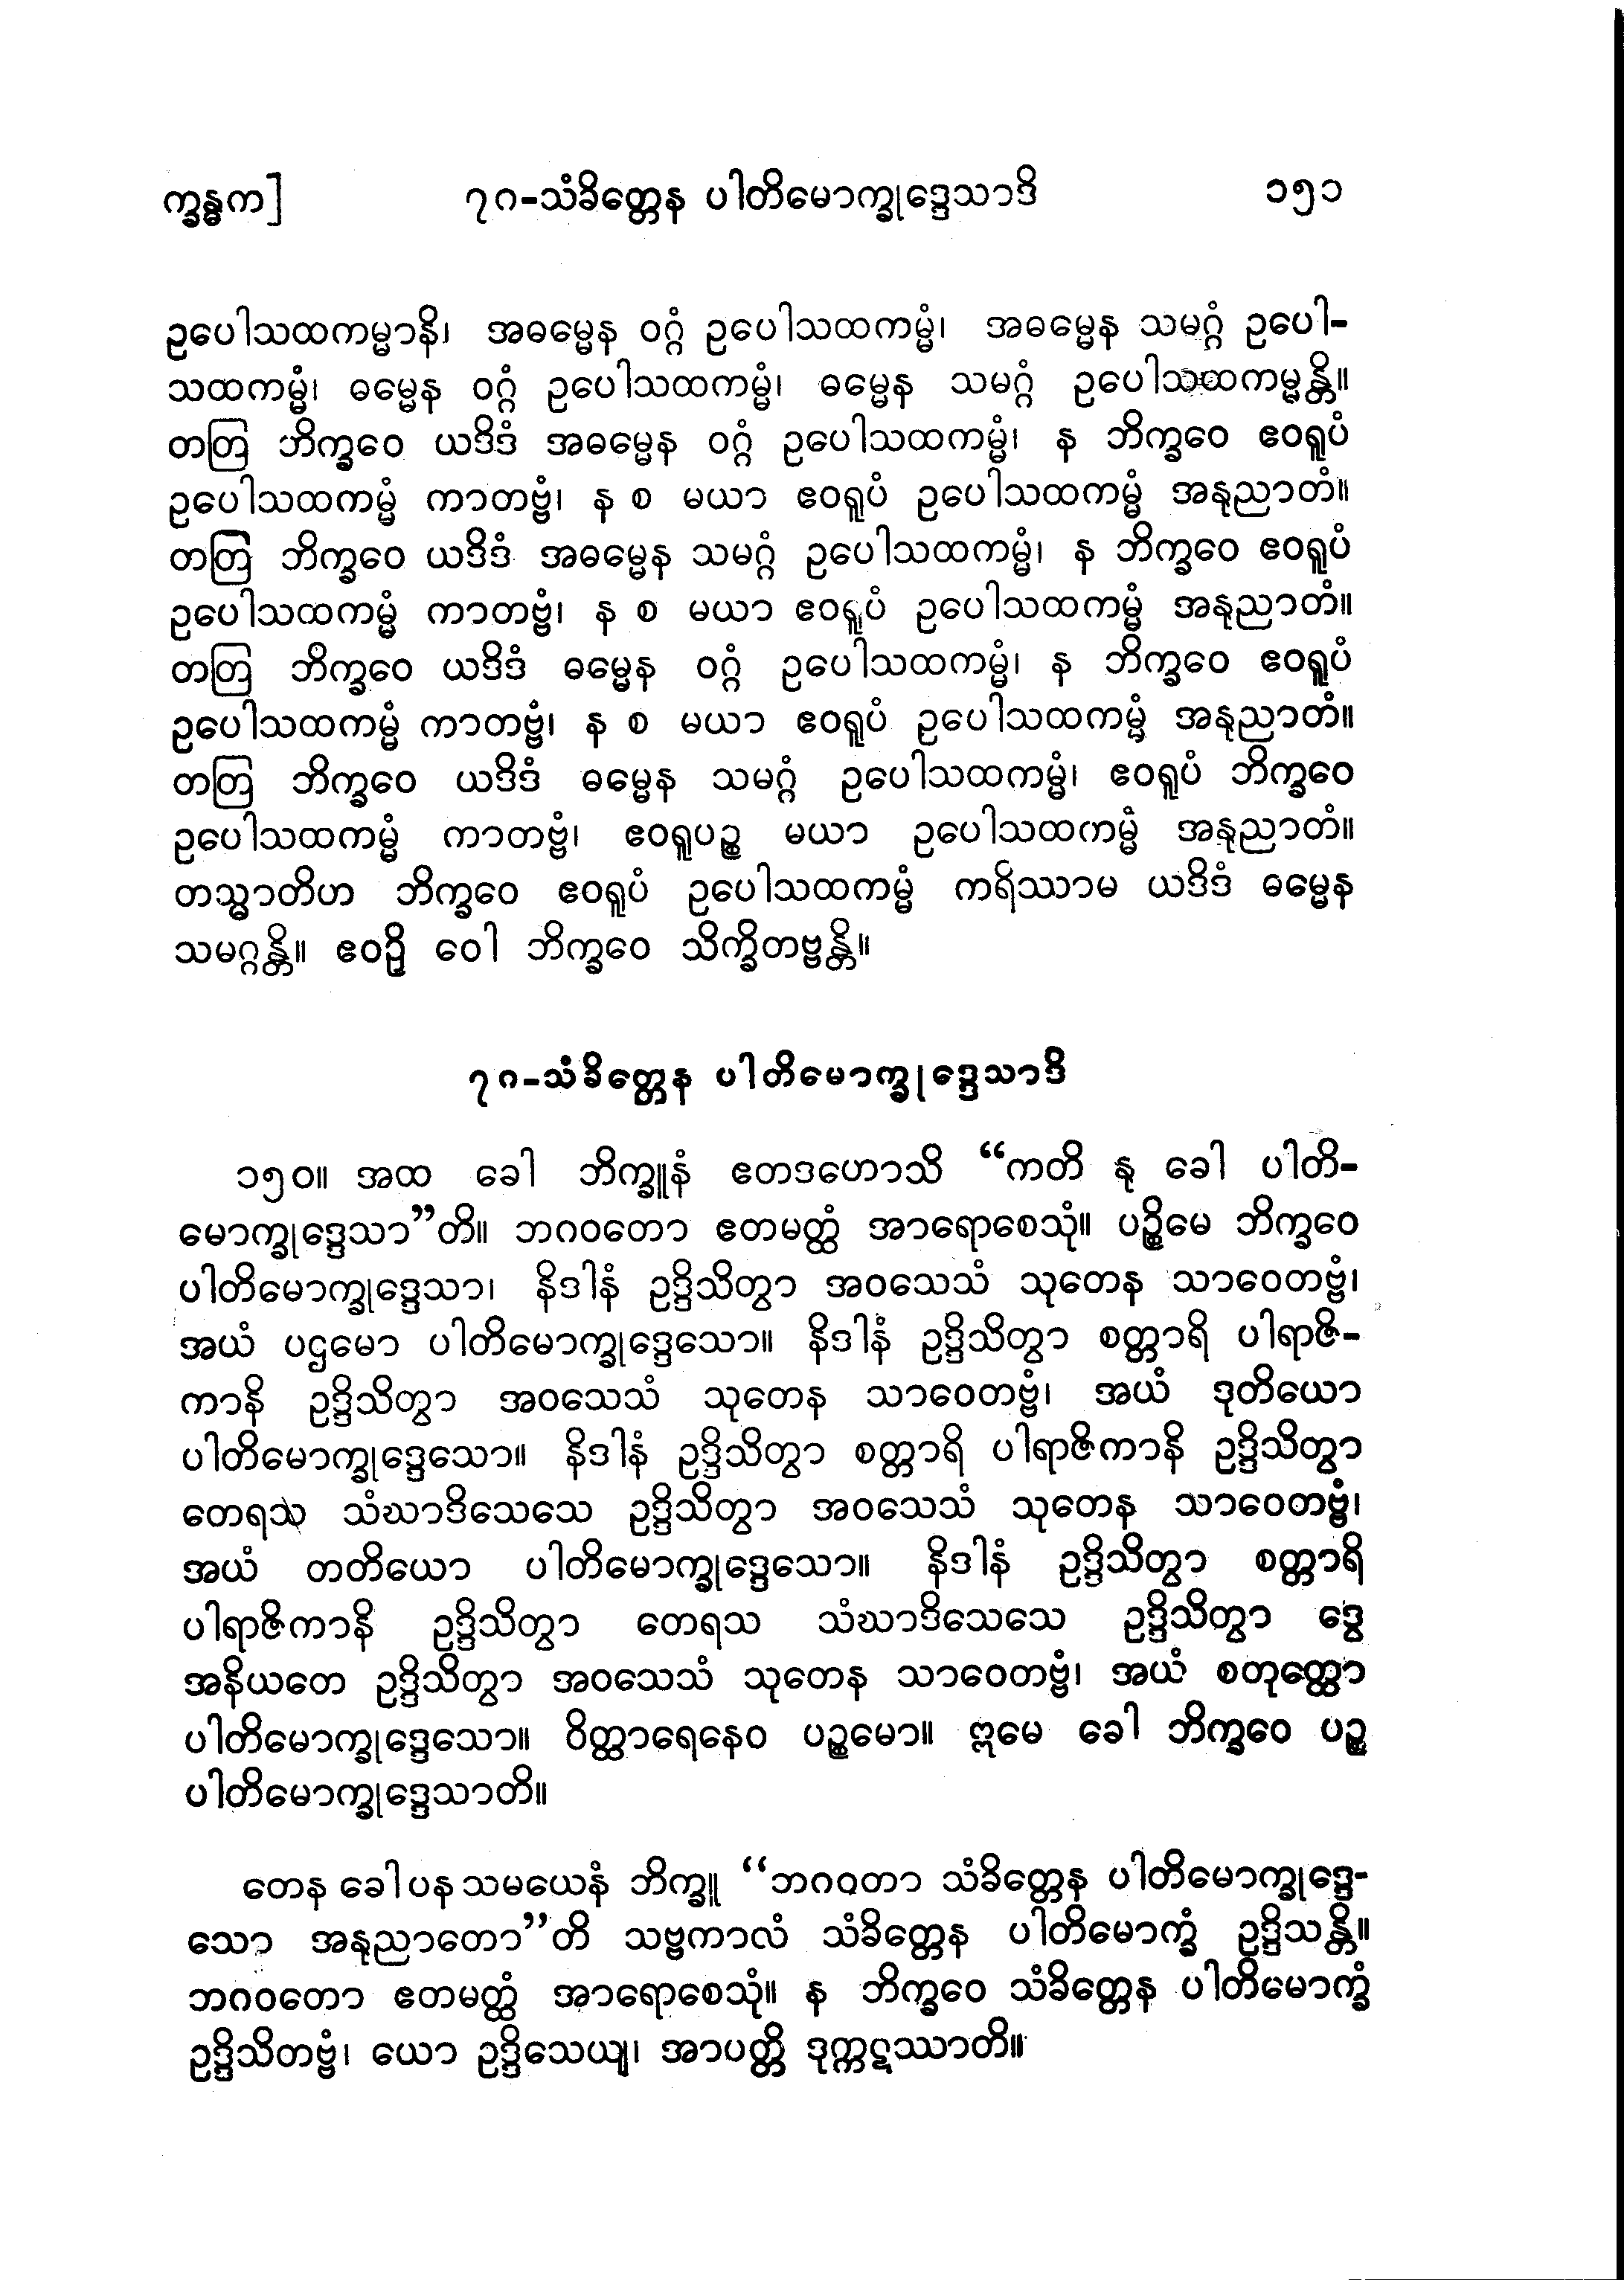 က္ခန္ဓက]	၇၈-သံခိတ္တေန ပါတိမောက္ခုဒ္ဒေသာဒိ	၁၅၁
ဥပေါသထကမ္မာနိ၊ အဓမ္မေန ဝဂ္ဂံ ဥပေါသထကမ္မံ၊ အဓမ္မေန သမဂ္ဂံ ဥပေါ-
သထကမ္မံ၊ ဓမ္မေန ဝဂ္ဂံ ဥပေါသထကမ္မံ၊ ဓမ္မေန သမဂ္ဂံ ဥပေါသထကမ္မန္တိ။
တတြ ဘိက္ခဝေ ယဒိဒံ အဓမ္မေန ဝဂ္ဂံ ဥပေါသထကမ္မံ၊ န ဘိက္ခဝေ ဧဝရူပံ
ဥပေါသထကမ္မံ ကာတဗ္ဗံ၊ န စ မယာ ဧဝရူပံ ဥပေါသထကမ္မံ အနုညာတံ။
တတြ ဘိက္ခဝေ ယဒိဒံ အဓမ္မေန သမဂ္ဂံ ဥပေါသထကမ္မံ၊ န ဘိက္ခဝေ ဧဝရူပံ
ဥပေါသထကမ္မံ ကာတဗ္ဗံ၊ န စ မယာ ဧဝရူပံ ဥပေါသထကမ္မံ အနုညာတံ။
တတြ ဘိက္ခဝေ ယဒိဒံ ဓမ္မေန ဝဂ္ဂံ ဥပေါသထကမ္မံ၊ န ဘိက္ခဝေ ဧဝရူပံ
ဥပေါသထကမ္မံ ကာတဗ္ဗံ၊ န စ မယာ ဧဝရူပံ ဥပေါသထကမ္မံ အနုညာတံ။
တတြ ဘိက္ခဝေ ယဒိဒံ ဓမ္မေန သမဂ္ဂံ ဥပေါသထကမ္မံ၊ ဧဝရူပံ ဘိက္ခဝေ
ဥပေါသထကမ္မံ ကာတဗ္ဗံ၊ ဧဝရူပဉ္စ မယာ ဥပေါသထကမ္မံ အနုညာတံ။
တသ္မာတိဟ ဘိက္ခဝေ ဧဝရူပံ ဥပေါသထကမ္မံ ကရိဿာမ ယဒိဒံ ဓမ္မေန
သမဂ္ဂန္တိ။ ဧဝဉှိ ဝေါ ဘိက္ခဝေ သိက္ခိတဗ္ဗန္တိ။
၇၈-သံခိတ္တေန ပါတိမောက္ခုဒ္ဒေသာဒိ
၁၅၀။ အထ ခေါ ဘိက္ခူနံ ဧတဒဟောသိ “ကတိ နု ခေါ ပါတိ-
မောက္ခုဒ္ဒေသာ”တိ။ ဘဂဝတော ဧတမတ္ထံ အာရောစေသုံ။ ပဉ္စိမေ ဘိက္ခဝေ
ပါတိမောက္ခုဒ္ဒေသာ၊ နိဒါနံ ဥဒ္ဒိသိတွာ အဝသေသံ သုတေန သာဝေတဗ္ဗံ၊
အယံ ပဌမော ပါတိမောက္ခုဒ္ဒေသော။ နိဒါနံ ဥဒ္ဒိသိတွာ စတ္တာရိ ပါရာဇိ-
ကာနိ ဥဒ္ဒိသိတွာ အဝသေသံ သုတေန သာဝေတဗ္ဗံ၊ အယံ ဒုတိယော
ပါတိမောက္ခုဒ္ဒေသော။ နိဒါနံ ဥဒ္ဒိသိတွာ စတ္တာရိ ပါရာဇိကာနိ ဥဒ္ဒိသိတွာ
တေရသ သံဃာဒိသေသေ ဥဒ္ဒိသိတွာ အဝသေသံ သုတေန သာဝေတဗ္ဗံ၊
အယံ တတိယော ပါတိမောက္ခုဒ္ဒေသော။ နိဒါနံ ဥဒ္ဒိသိတွာ စတ္တာရိ
ပါရာဇိကာနိ ဥဒ္ဒိသိတွာ တေရသ သံဃာဒိသေသေ ဥဒ္ဒိသိတွာ ဒွေ
အနိယတေ ဥဒ္ဒိသိတွာ အဝသေသံ သုတေန သာဝေတဗ္ဗံ၊ အယံ စတုတ္ထော
ပါတိမောက္ခုဒ္ဒေသော။ ဝိတ္ထာရေနေဝ ပဉ္စမော။ ဣမေ ခေါ ဘိက္ခဝေ ပဉ္စ
ပါတိမောက္ခုဒ္ဒေသာတိ။
တေန ခေါ ပန သမယေနံ ဘိက္ခူ “ဘဂဝတာ သံခိတ္တေန ပါတိမောက္ခုဒ္ဒေ-
သော အနုညာတော”တိ သဗ္ဗကာလံ သံခိတ္တေန ပါတိမောက္ခံ ဥဒ္ဒိသန္တိ။
ဘဂဝတော ဧတမတ္ထံ အာရောစေသုံ။ န ဘိက္ခဝေ သံခိတ္တေန ပါတိမောက္ခံ
ဥဒ္ဒိသိတဗ္ဗံ၊ ယော ဥဒ္ဒိသေယျ၊ အာပတ္တိ ဒုက္ကဋဿာတိ။